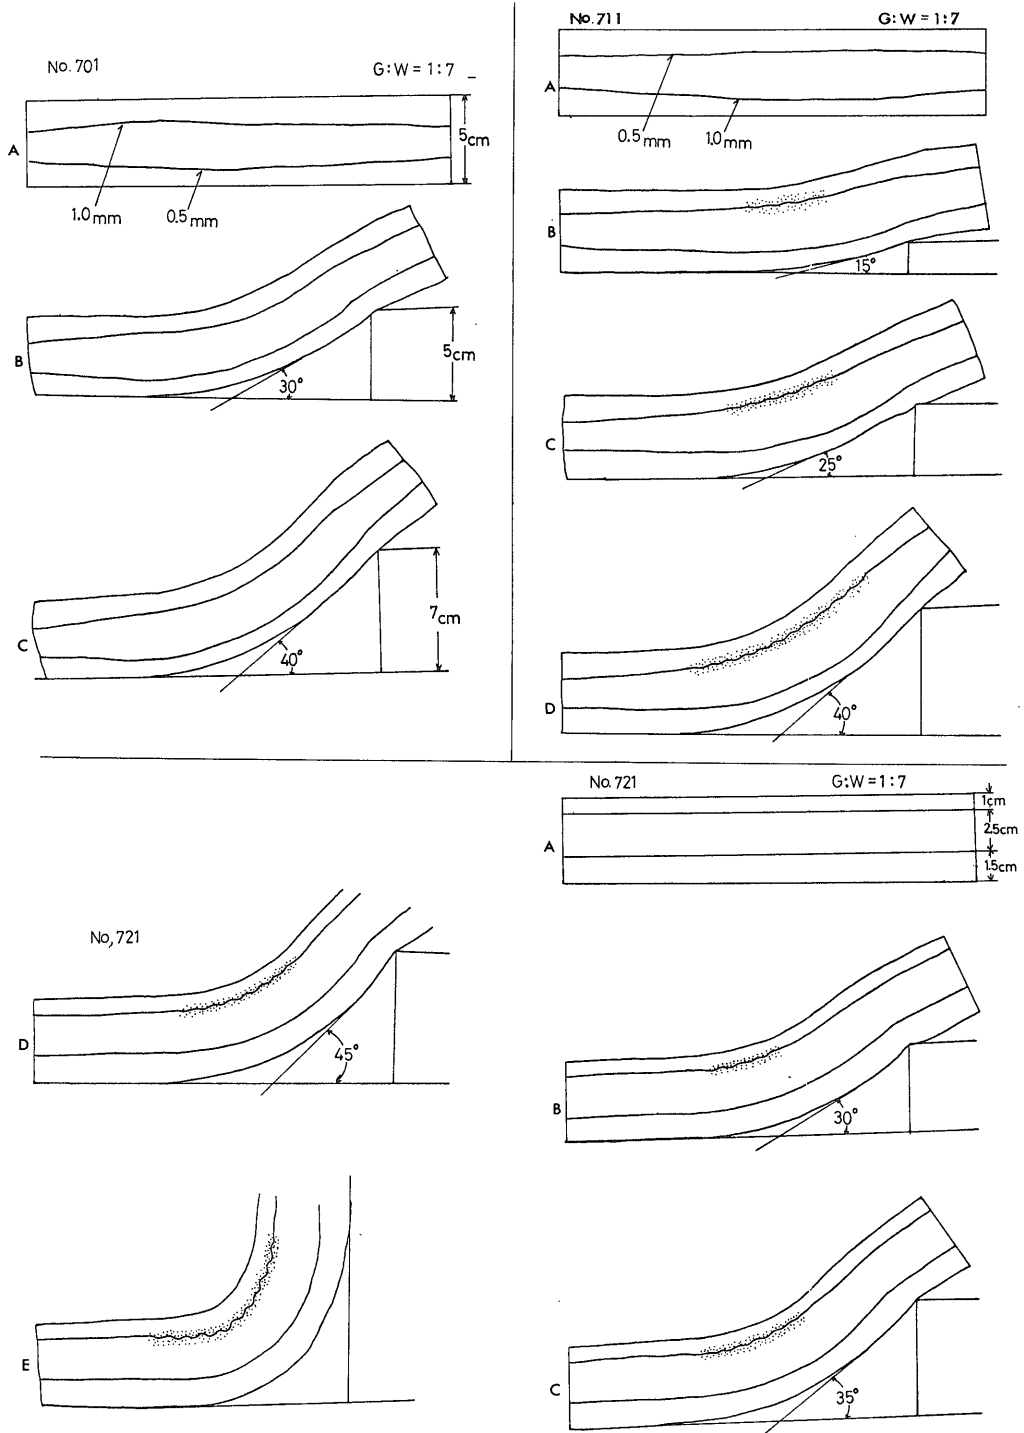 No. 701 G:W = 1:7
A 5cm
1.0mm 0.5mm
B 30° 5cm
C 40° 7cm
No. 711 G:W = 1:7
A
0.5mm 1.0mm
B 15°
C 25°
D 40°
No. 721 G:W = 1:7
1cm
A 2.5cm
1.5cm
B 30°
C 35°
No, 721
D 45°
E